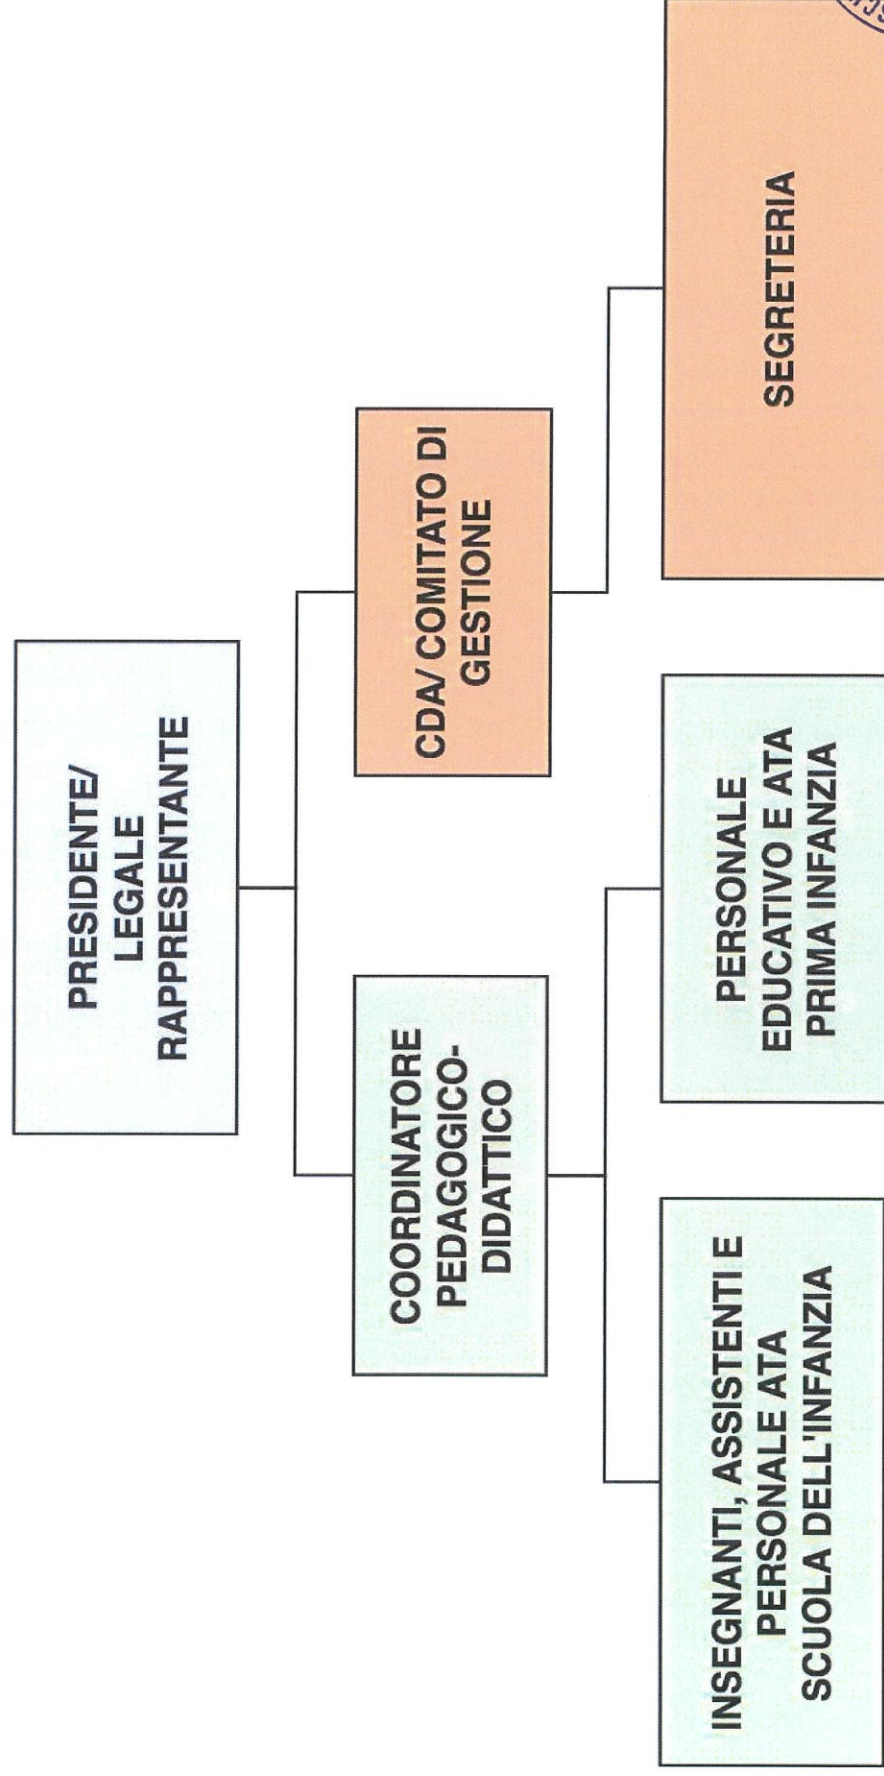 PRESIDENTE/
LEGALE
RAPPRESENTANTE
COORDINATORE
PEDAGOGICO-
DIDATTICO
CDA/ COMITATO DI
GESTIONE
INSEGNANTI, ASSISTENTI E
PERSONALE ATA
SCUOLA DELL'INFANZIA
PERSONALE
EDUCATIVO E ATA
PRIMA INFANZIA
SEGRETERIA